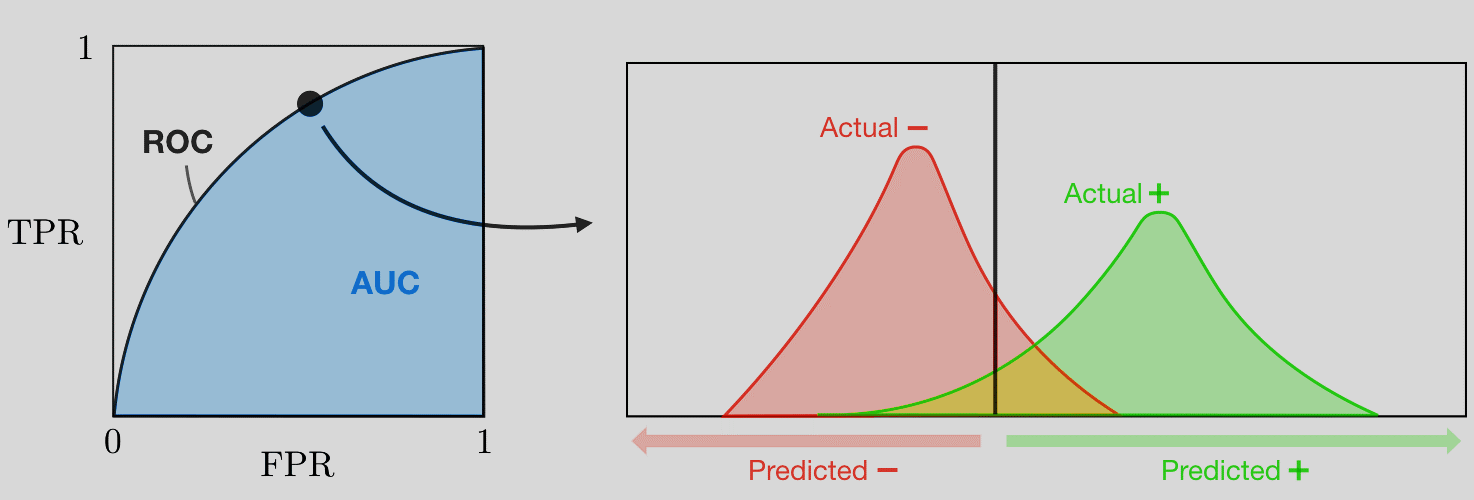 1
ROC
TPR
AUC
0
1
FPR
Actual −
Actual +
Predicted −
Predicted +